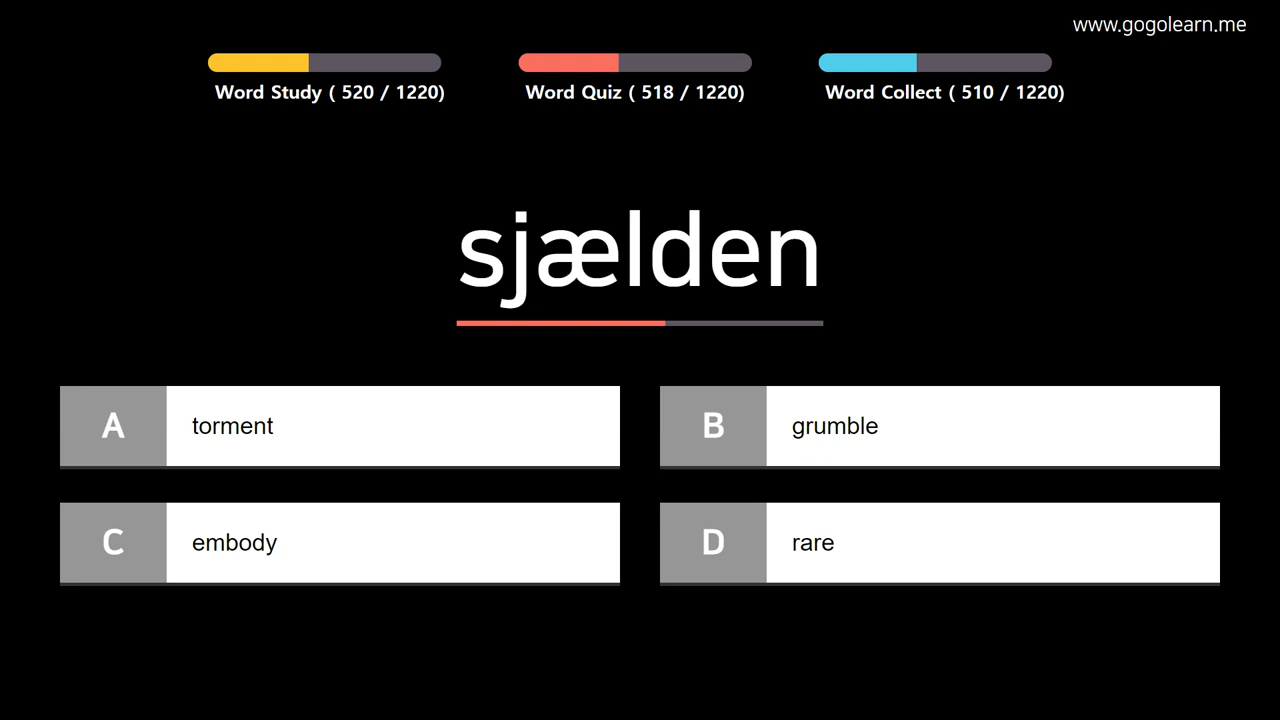 www.gogolearn.me
Word Study ( 520 / 1220)
Word Quiz ( 518 / 1220)
Word Collect ( 510 / 1220)
sjælden
A torment
B grumble
C embody
D rare